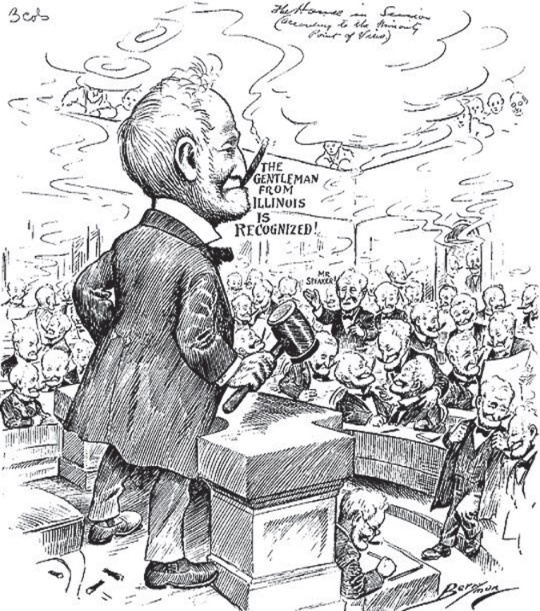 3 cols
The House in Session
(according to the Minority
Point of View)
THE
GENTLEMAN
FROM
ILLINOIS
IS
RECOGNIZED!
MR.
SPEAKER!
Berryman